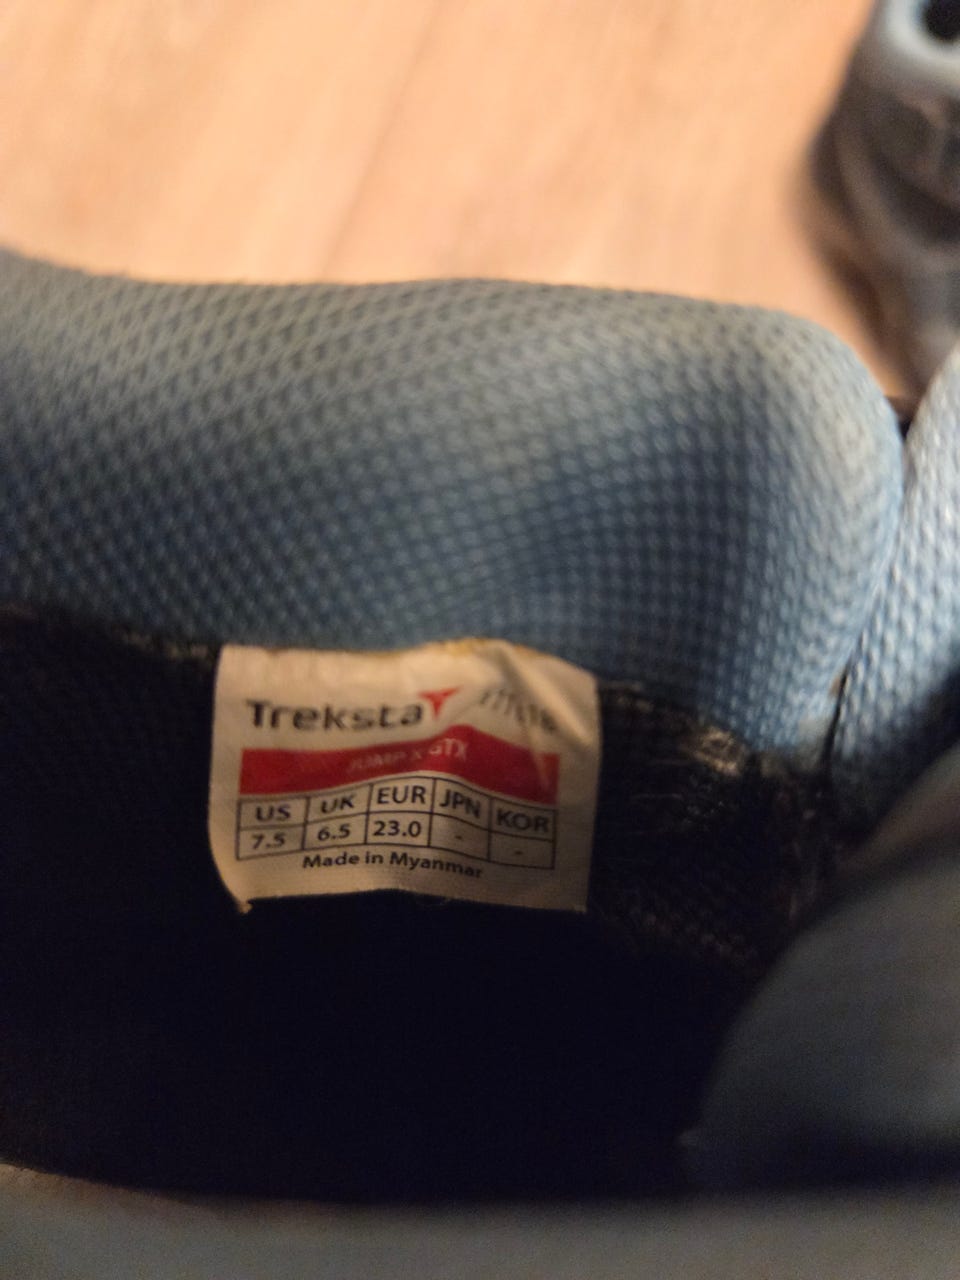 Treksta
JUMP X GTX
US UK EUR JPN KOR
7.5 6.5 23.0 - -
Made in Myanmar